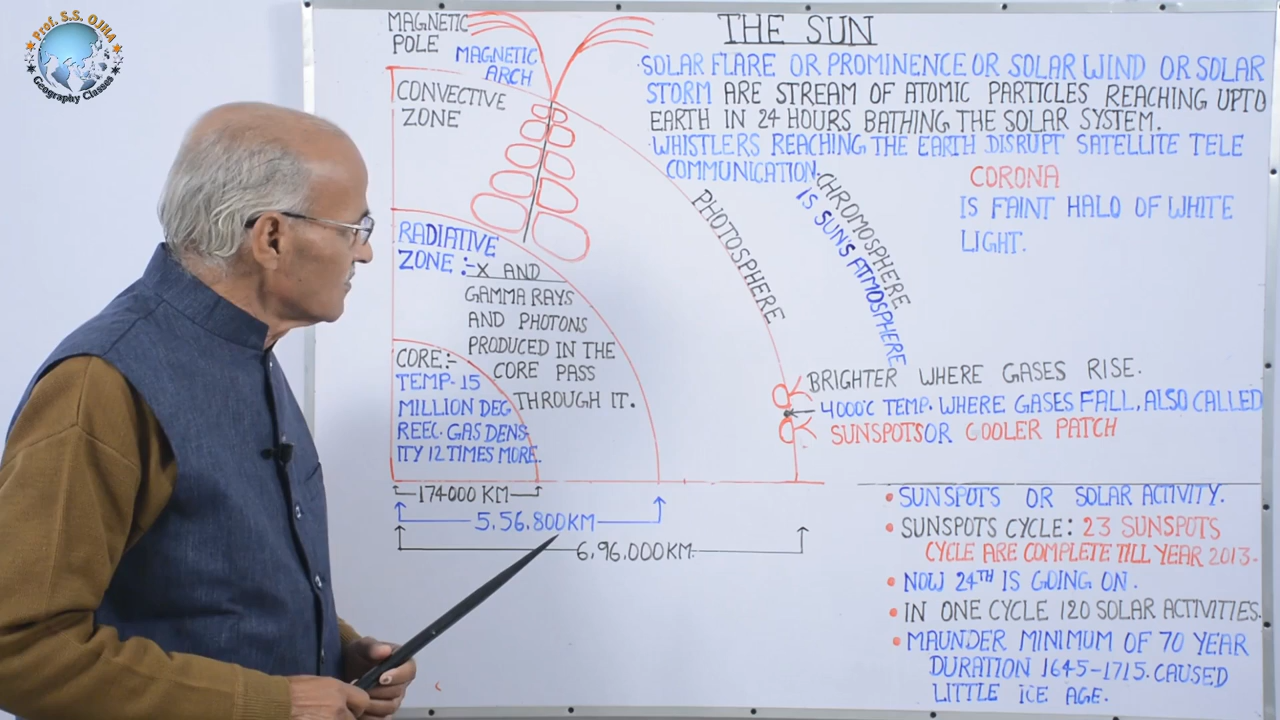 Prof. S.S. OJHA
Geography Classes
THE SUN
MAGNETIC
POLE
MAGNETIC
ARCH
CONVECTIVE
ZONE
RADIATIVE
ZONE :- X AND
GAMMA RAYS
AND PHOTONS
PRODUCED IN THE
CORE PASS
THROUGH IT.
CORE:-
TEMP-15
MILLION DEG
REEC. GAS DENS
ITY 12 TIMES MORE.
174000 KM
5,56,800KM
6,96,000KM
SOLAR FLARE OR PROMINENCE OR SOLAR WIND OR SOLAR
STORM ARE STREAM OF ATOMIC PARTICLES REACHING UPTO
EARTH IN 24 HOURS BATHING THE SOLAR SYSTEM.
·WHISTLERS REACHING THE EARTH DISRUPT SATELLITE TELE
COMMUNICATION.
CORONA
IS FAINT HALO OF WHITE
LIGHT.
PHOTOSPHERE
CHROMOSPHERE
IS SUN'S ATMOSPHERE
BRIGHTER WHERE GASES RISE.
4000°C TEMP. WHERE GASES FALL, ALSO CALLED
SUNSPOTS OR COOLER PATCH
• SUNSPOTS OR SOLAR ACTIVITY.
• SUNSPOTS CYCLE: 23 SUNSPOTS
CYCLE ARE COMPLETE TILL YEAR 2013.
• NOW 24TH IS GOING ON.
• IN ONE CYCLE 120 SOLAR ACTIVITIES.
• MAUNDER MINIMUM OF 70 YEAR
DURATION 1645-1715. CAUSED
LITTLE ICE AGE.